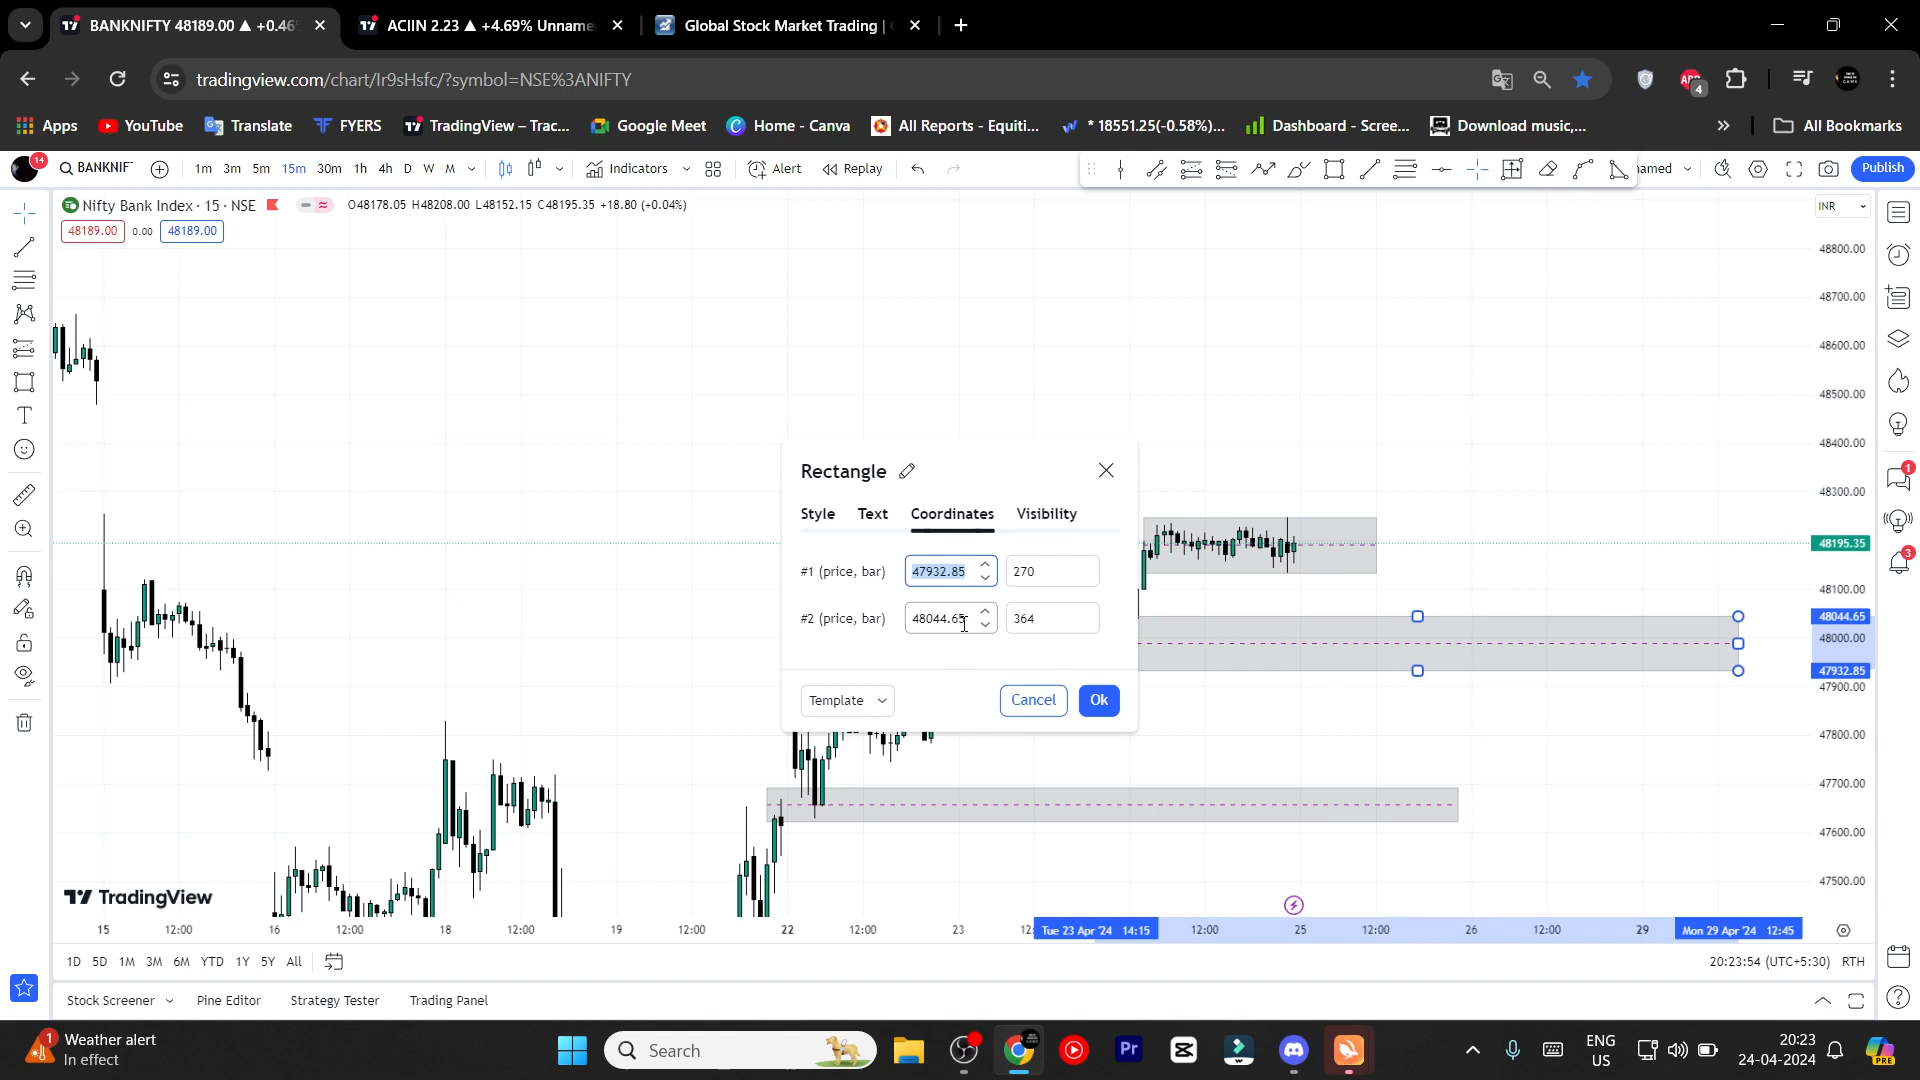 BANKNIFTY 48189.00 ▲ +0.46
ACIIN 2.23 ▲ +4.69% Unname
Global Stock Market Trading |
tradingview.com/chart/Ir9sHsfc/?symbol=NSE%3ANIFTY
4
Apps
YouTube
Translate
FYERS
TradingView – Trac...
Google Meet
Home - Canva
All Reports - Equiti...
* 18551.25(-0.58%)...
Dashboard - Scree...
Download music,...
All Bookmarks
14
BANKNIF
1m 3m 5m 15m 30m 1h 4h D W M
Indicators
Alert
Replay
named
Publish
Nifty Bank Index · 15 · NSE
O48178.05 H48208.00 L48152.15 C48195.35 +18.80 (+0.04%)
INR
48189.00 0.00 48189.00
48800.00
48700.00
48600.00
48500.00
48400.00
48300.00
48195.35
48100.00
48044.65
48000.00
47932.85
47900.00
47800.00
47700.00
47600.00
47500.00
1
3
Rectangle
Style Text Coordinates Visibility
#1 (price, bar) 47932.85 270
#2 (price, bar) 48044.65 364
Template
Cancel
Ok
TradingView
15 12:00 16 12:00 18 12:00 19 12:00 22 12:00 23 12: Tue 23 Apr '24 14:15 12:00 25 12:00 26 12:00 29 Mon 29 Apr '24 12:45
1D 5D 1M 3M 6M YTD 1Y 5Y All
20:23:54 (UTC+5:30) RTH
Stock Screener
Pine Editor
Strategy Tester
Trading Panel
1
Weather alert
In effect
Search
Pr
ENG
US
20:23
24-04-2024
PRE